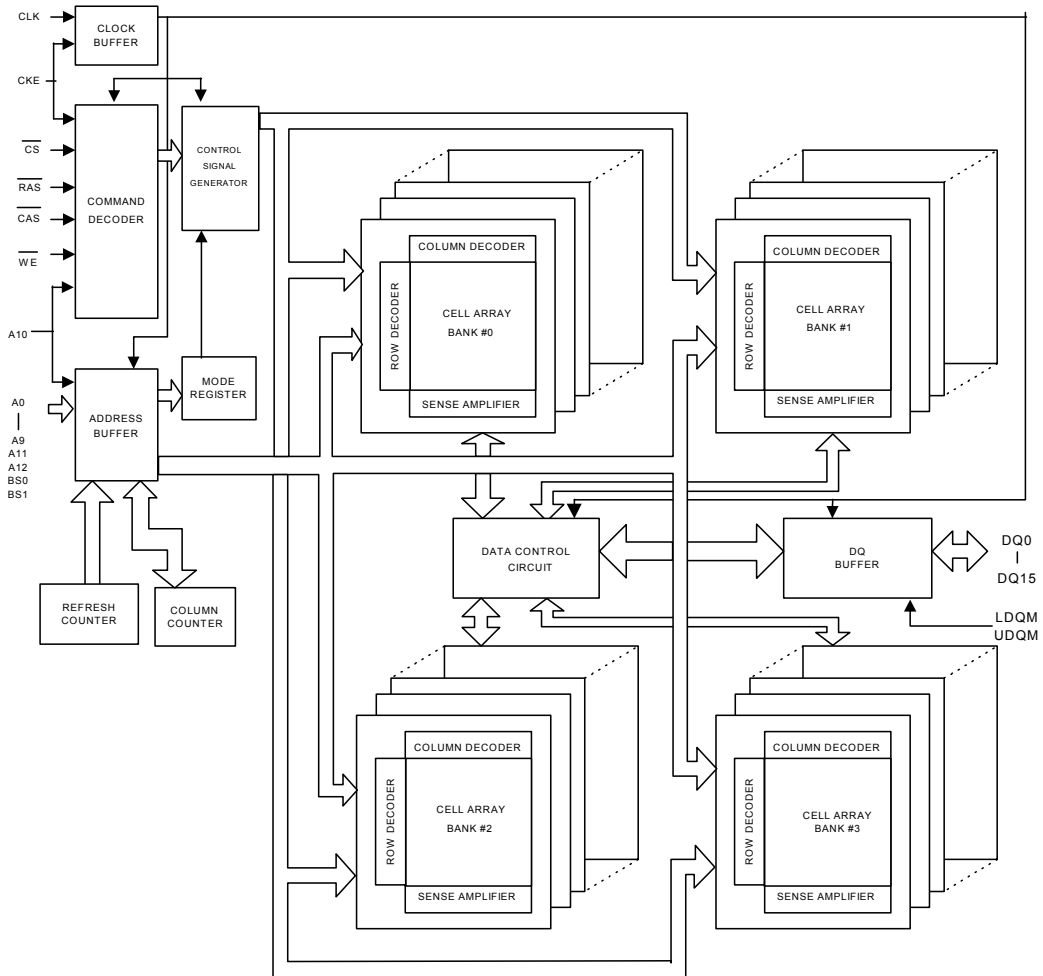 CLK
CLOCK
BUFFER
CKE
CS
RAS
CAS
WE
COMMAND
DECODER
CONTROL
SIGNAL
GENERATOR
A10
A0
A9
A11
A12
BS0
BS1
ADDRESS
BUFFER
MODE
REGISTER
REFRESH
COUNTER
COLUMN
COUNTER
COLUMN DECODER
ROW DECODER
CELL ARRAY
BANK #0
SENSE AMPLIFIER
COLUMN DECODER
ROW DECODER
CELL ARRAY
BANK #1
SENSE AMPLIFIER
DATA CONTROL
CIRCUIT
DQ
BUFFER
DQ0
DQ15
LDQM
UDQM
COLUMN DECODER
ROW DECODER
CELL ARRAY
BANK #2
SENSE AMPLIFIER
COLUMN DECODER
ROW DECODER
CELL ARRAY
BANK #3
SENSE AMPLIFIER